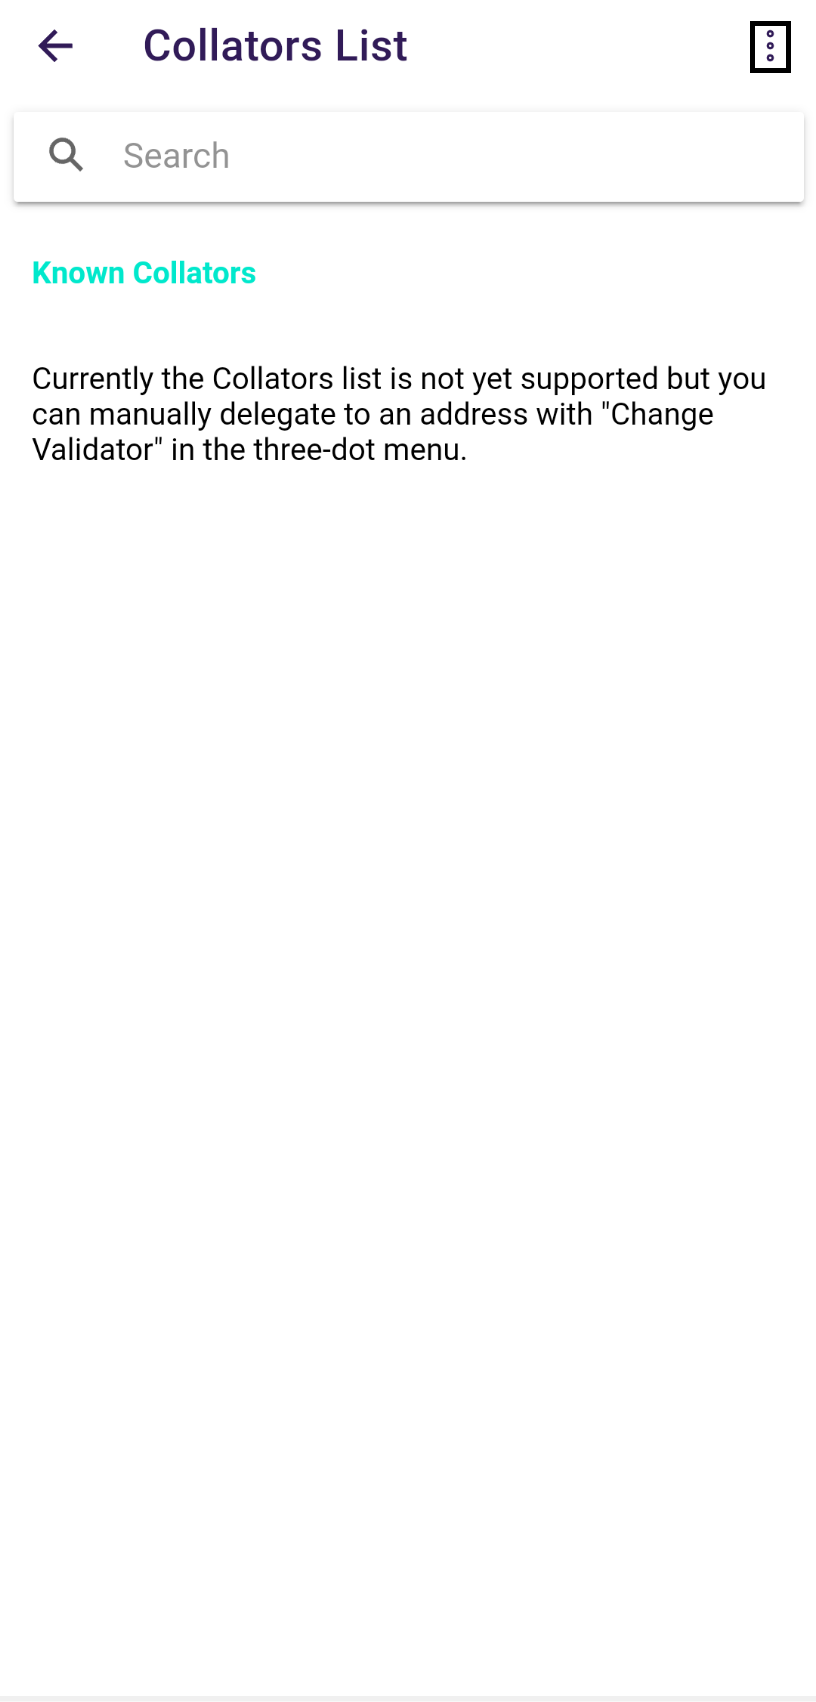 Collators List
Search
Known Collators
Currently the Collators list is not yet supported but you
can manually delegate to an address with "Change
Validator" in the three-dot menu.